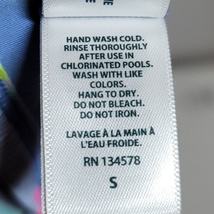 HAND WASH COLD.
RINSE THOROUGHLY
AFTER USE IN
CHLORINATED POOLS.
WASH WITH LIKE
COLORS.
HANG TO DRY.
DO NOT BLEACH.
DO NOT IRON.
LAVAGE À LA MAIN À
L'EAU FROIDE.
RN 134578
S